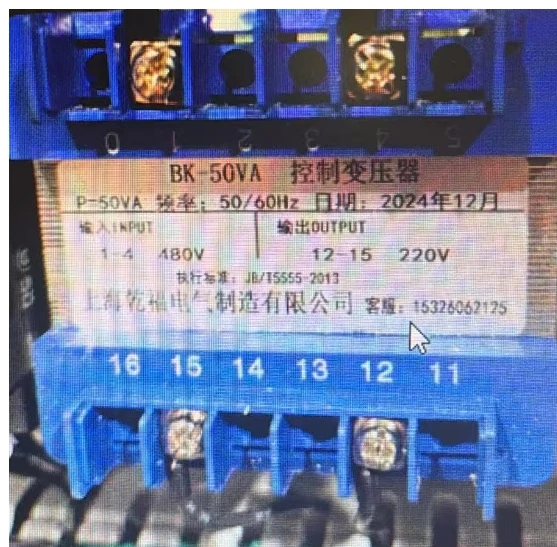 0 1 2 3 4 5
BK-50VA 控制变压器
P-50VA 频率: 50/60Hz 日期: 2024年12月
输入INPUT 输出OUTPUT
1-4 480V 12-15 220V
执行标准: JB/T5555-2013
上海乾福电气制造有限公司 客服: 15326062125
16 15 14 13 12 11